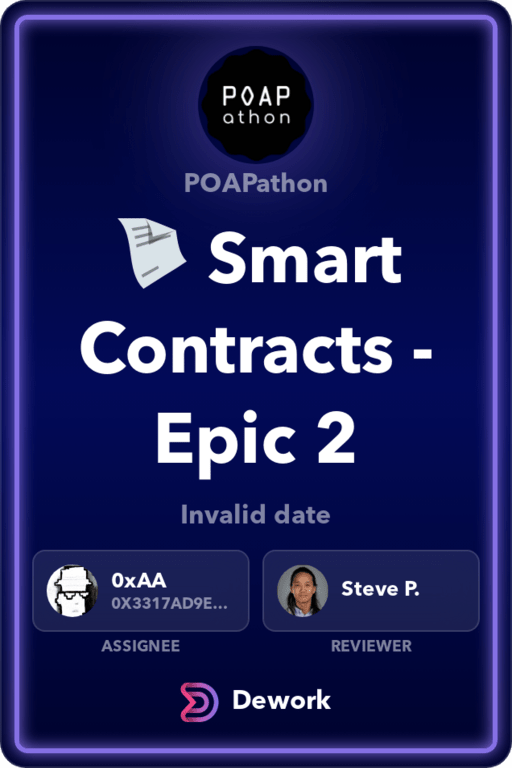 POAP
athon
POAPathon
Smart
Contracts -
Epic 2
Invalid date
0xAA
0X3317AD9E...
Steve P.
ASSIGNEE
REVIEWER
Dework